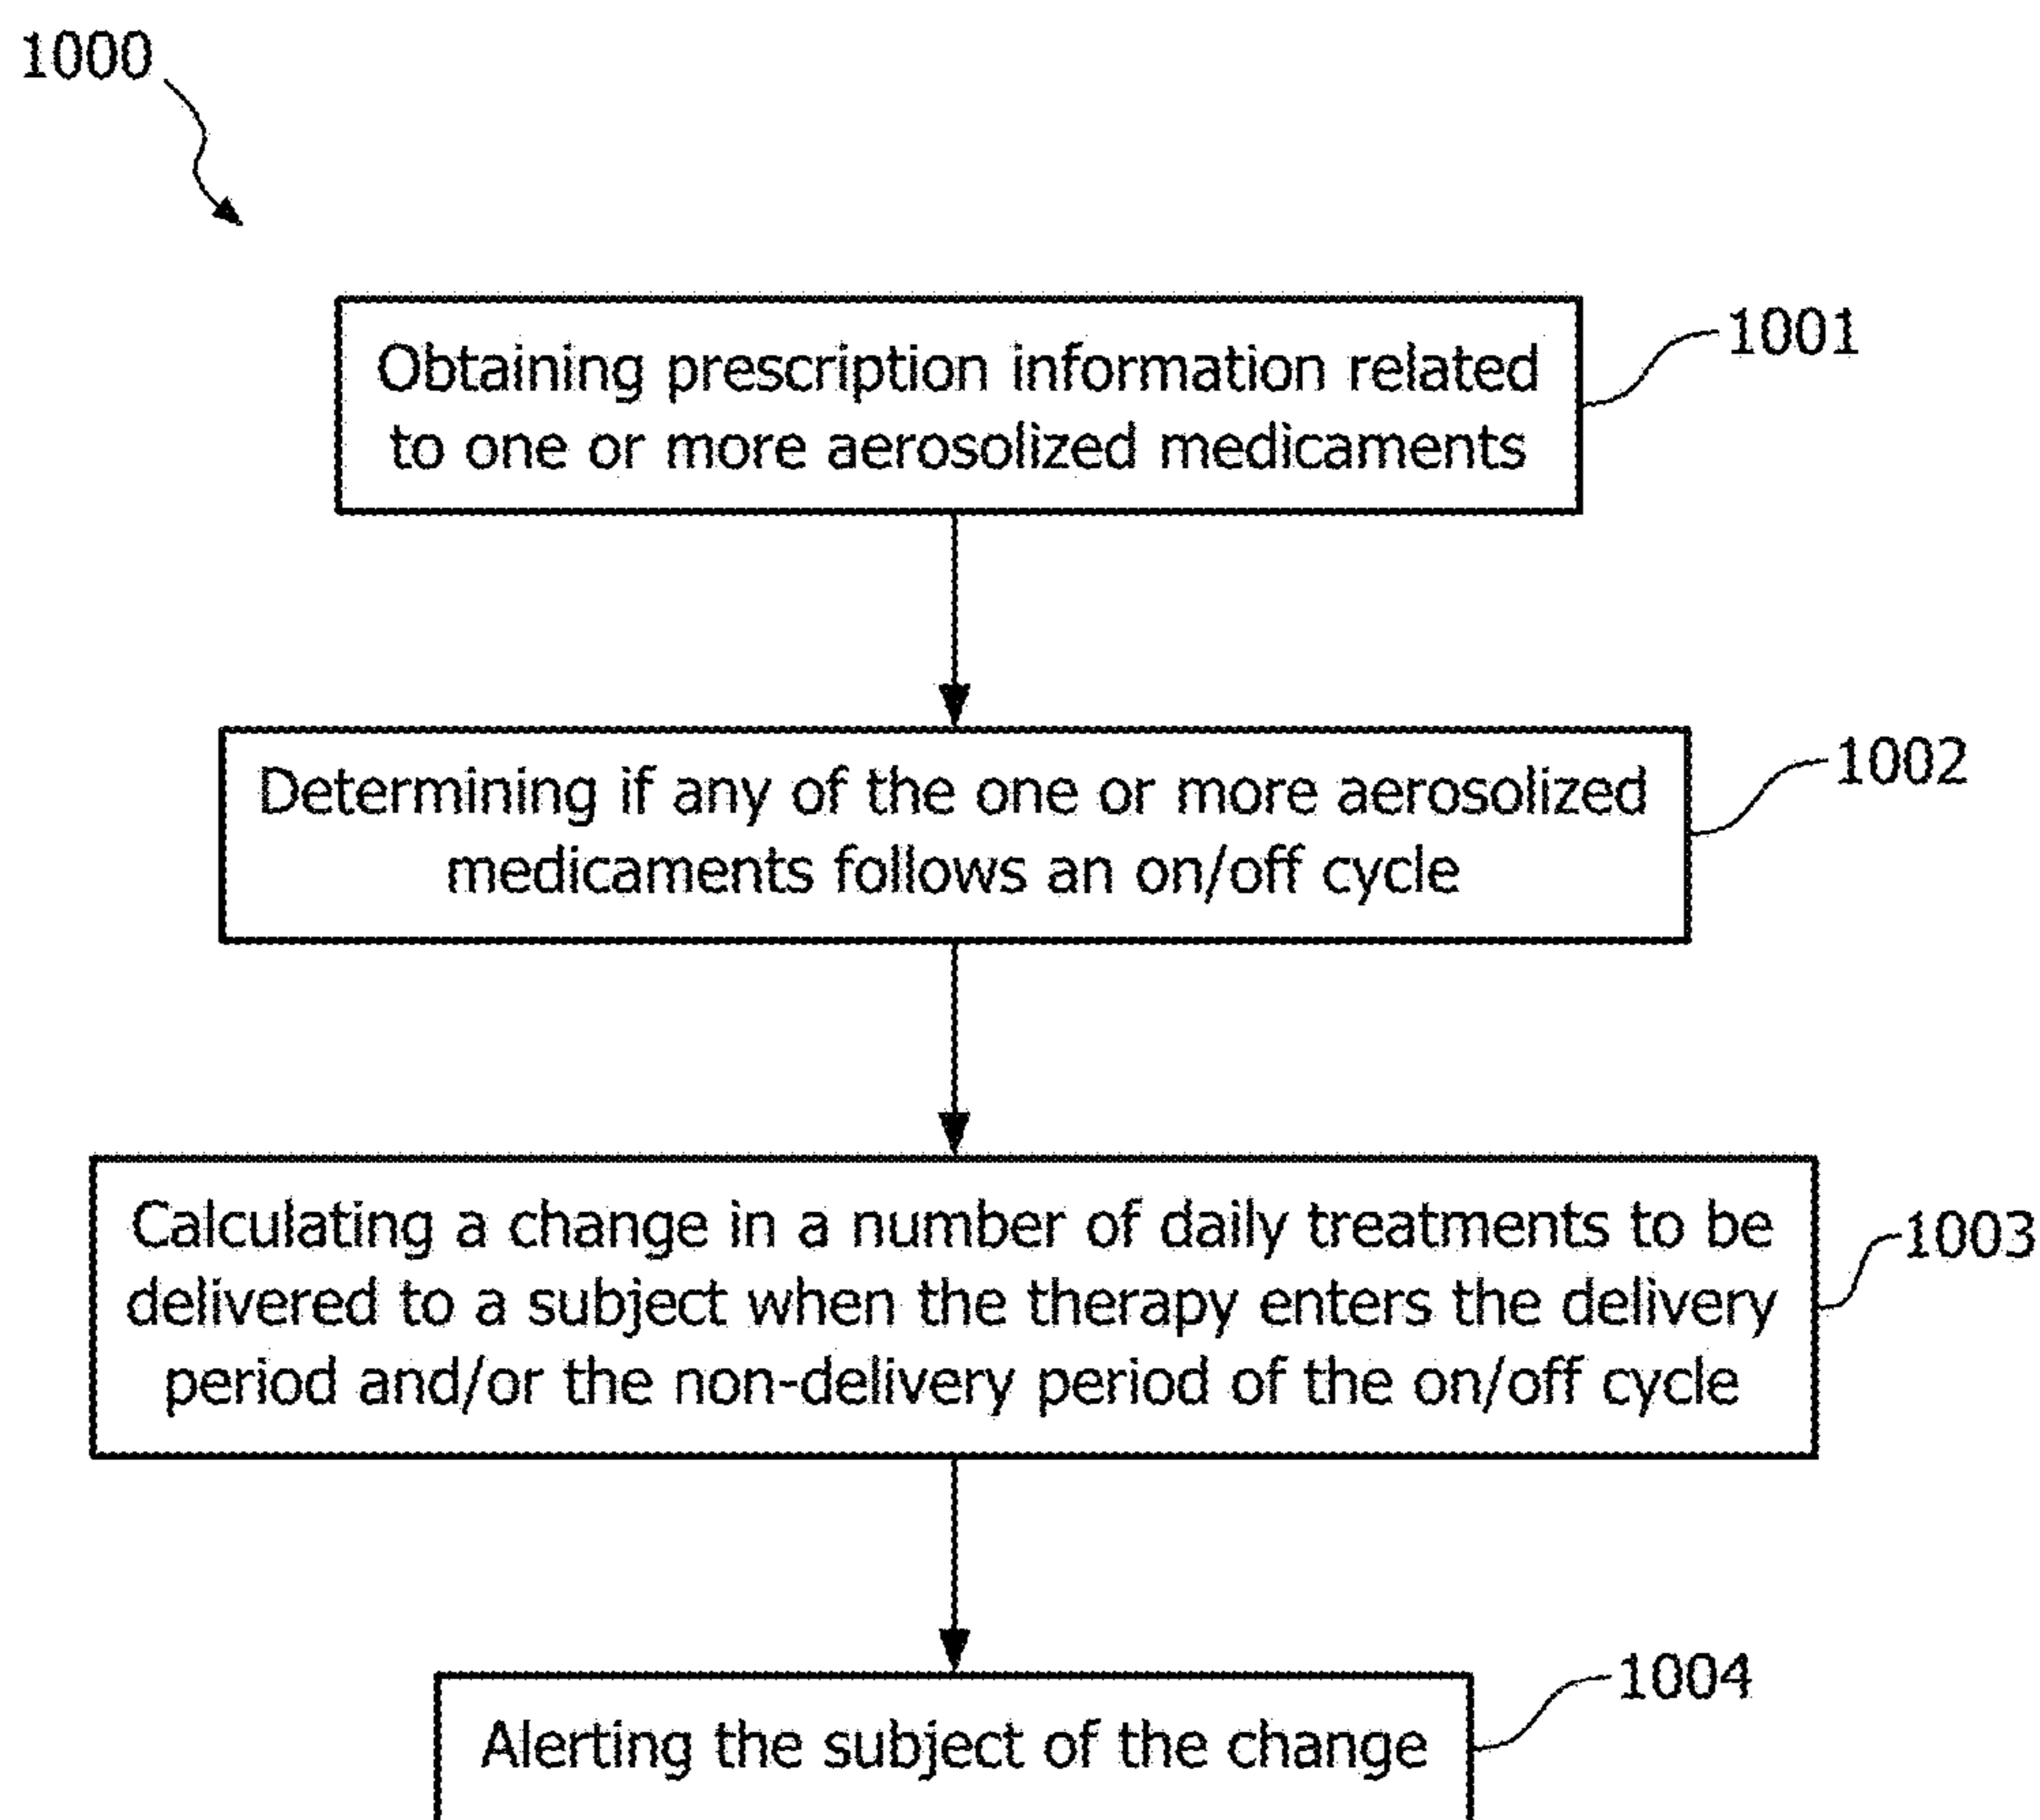 1000
Obtaining prescription information related
to one or more aerosolized medicaments
1001
Determining if any of the one or more aerosolized
medicaments follows an on/off cycle
1002
Calculating a change in a number of daily treatments to be
delivered to a subject when the therapy enters the delivery
period and/or the non-delivery period of the on/off cycle
1003
Alerting the subject of the change
1004